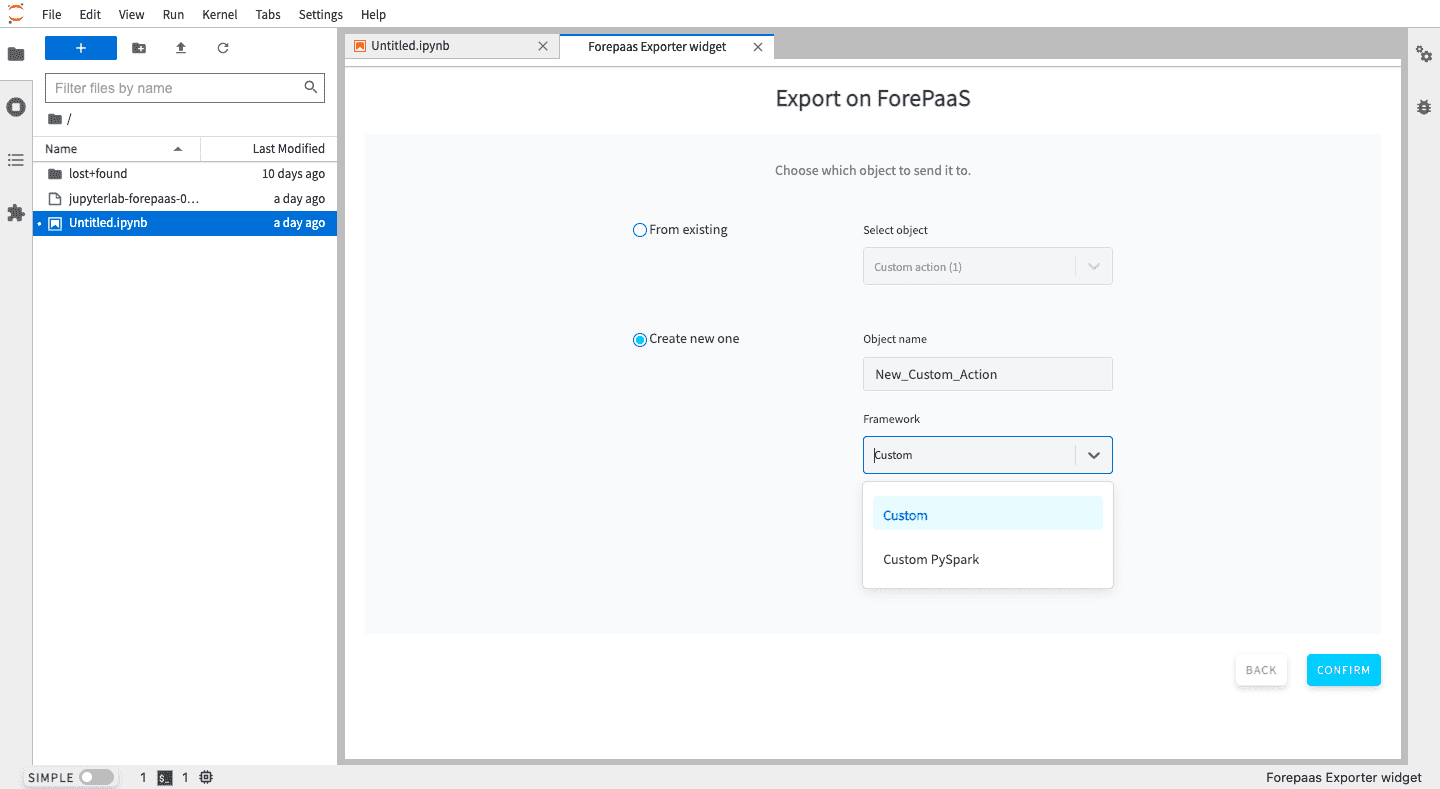 File Edit View Run Kernel Tabs Settings Help
Untitled.ipynb
Forepaas Exporter widget
Filter files by name
/
Name Last Modified
lost+found 10 days ago
jupyterlab-forepaas-0… a day ago
Untitled.ipynb a day ago
Export on ForePaaS
Choose which object to send it to.
From existing
Select object
Custom action (1)
Create new one
Object name
New_Custom_Action
Framework
Custom
Custom
Custom PySpark
BACK CONFIRM
SIMPLE 1 $_ 1 Forepaas Exporter widget